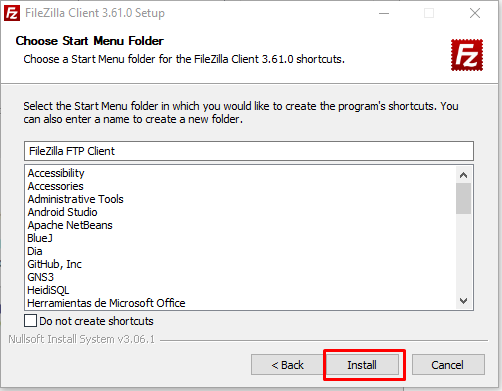 FileZilla Client 3.61.0 Setup
Choose Start Menu Folder
Choose a Start Menu folder for the FileZilla Client 3.61.0 shortcuts.
Fz
Select the Start Menu folder in which you would like to create the program's shortcuts. You
can also enter a name to create a new folder.
FileZilla FTP Client
Accessibility
Accessories
Administrative Tools
Android Studio
Apache NetBeans
BlueJ
Dia
GitHub, Inc
GNS3
HeidiSQL
Herramientas de Microsoft Office
Do not create shortcuts
Nullsoft Install System v3.06.1
< Back
Install
Cancel